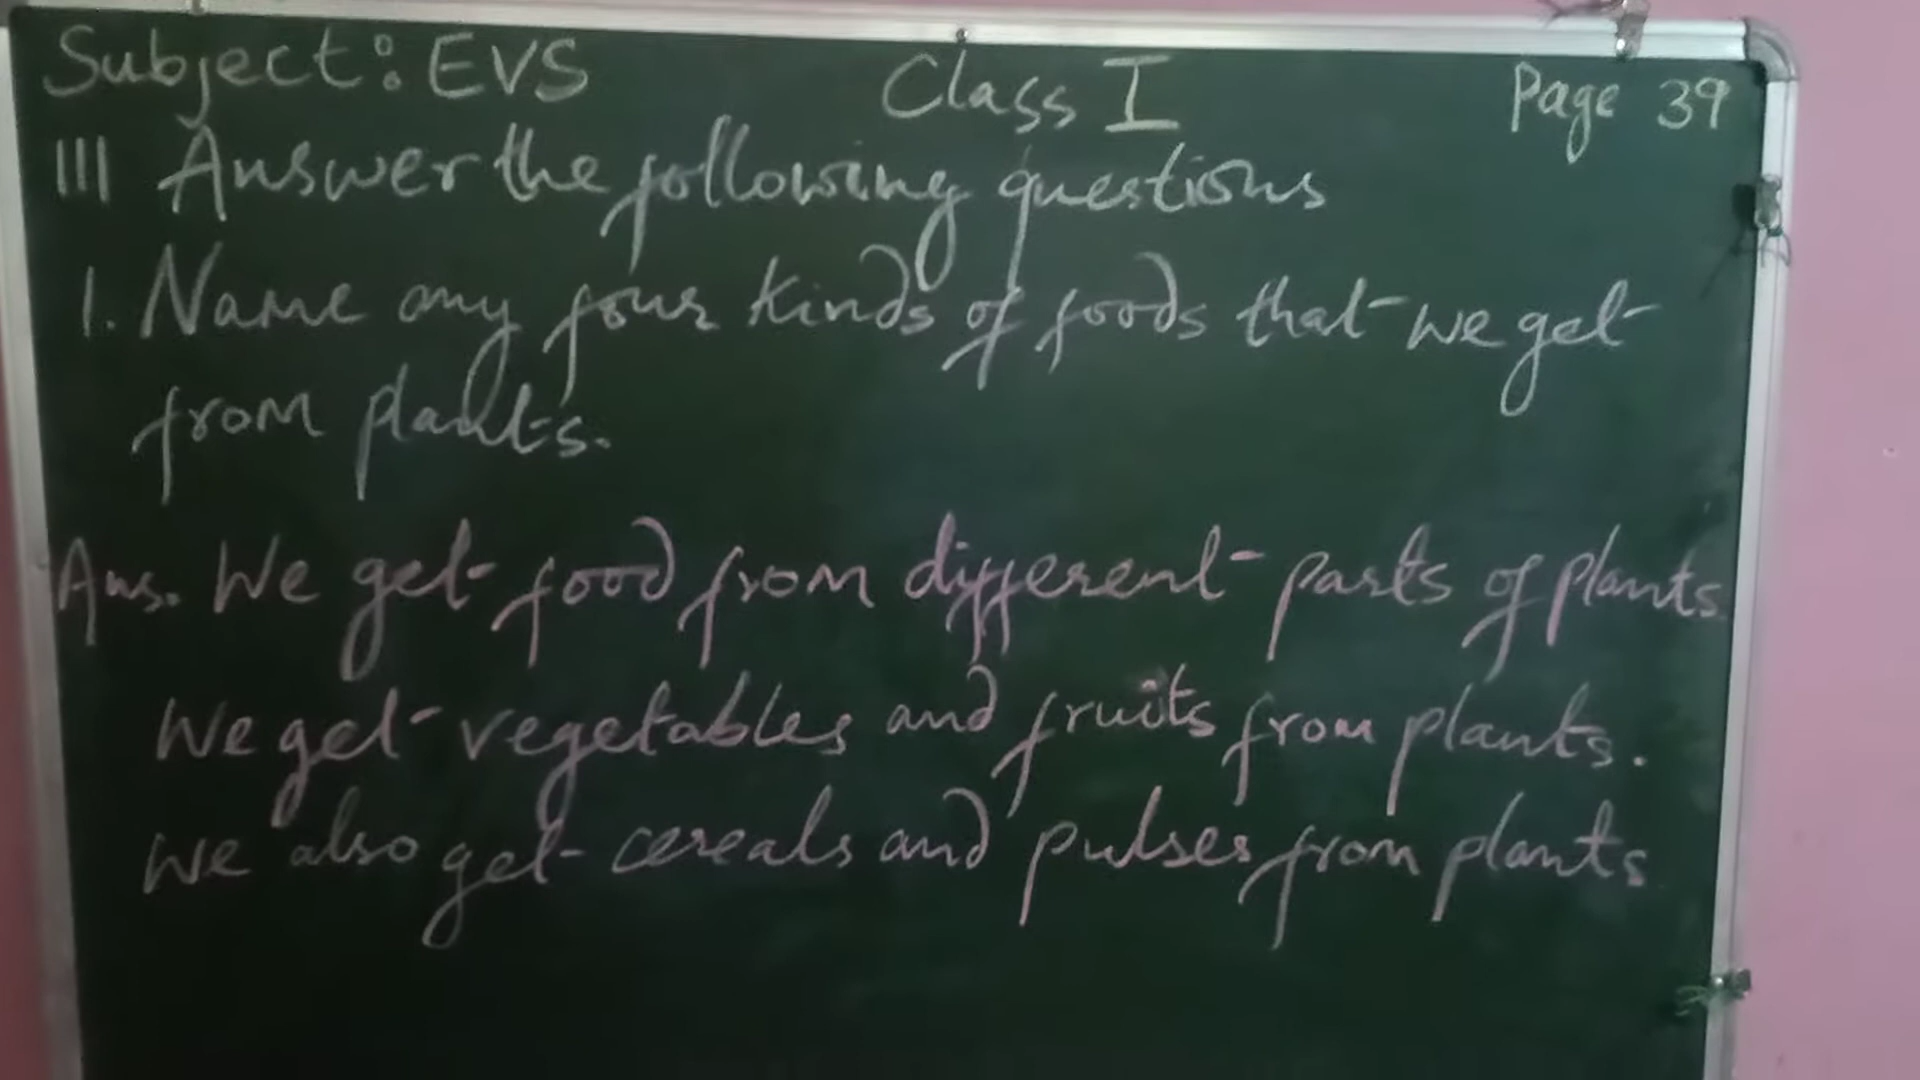 Subject: EVS Class I Page 39
III Answer the following questions
1. Name any four kinds of foods that we get
from plants.
Ans. We get food from different parts of plants
We get vegetables and fruits from plants.
We also get cereals and pulses from plants